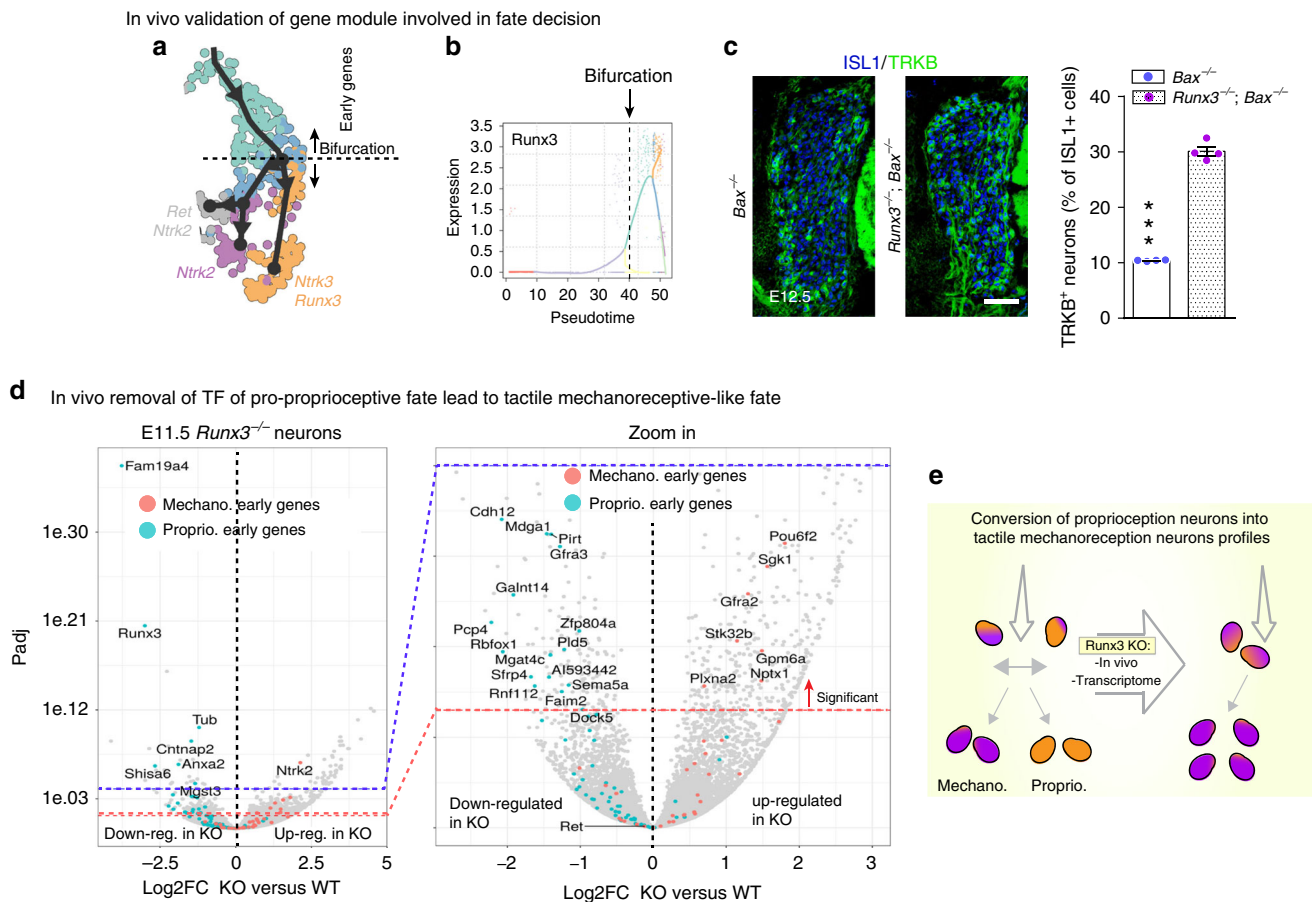 In vivo validation of gene module involved in fate decision
a
Early genes
Bifurcation
Ret
Ntrk2
Ntrk2
Ntrk3
Runx3
b
Bifurcation
Runx3
Expression
3.5
3.0
2.5
2.0
1.5
1.0
0.5
0.0
0 10 20 30 40 50
Pseudotime
c
ISL1/TRKB
Bax–/–
Runx3–/–; Bax–/–
E12.5
Bax–/–
Runx3–/–; Bax–/–
TRKB+ neurons (% of ISL1+ cells)
40
30
20
10
0
***
d In vivo removal of TF of pro-proprioceptive fate lead to tactile mechanoreceptive-like fate
E11.5 Runx3–/– neurons
Padj
1e.30
1e.21
1e.12
1e.03
Fam19a4
Mechano. early genes
Proprio. early genes
Runx3
Tub
Cntnap2
Anxa2
Shisa6
Ntrk2
Mgst3
Down-reg. in KO
Up-reg. in KO
–2.5 0 2.5 5
Log2FC KO versus WT
Zoom in
Mechano. early genes
Proprio. early genes
Cdh12
Mdga1
Pirt
Gfra3
Pou6f2
Sgk1
Galnt14
Gfra2
Pcp4
Zfp804a
Rbfox1
Pld5
Stk32b
Mgat4c
Gpm6a
Sfrp4
AI593442
Nptx1
Rnf112
Sema5a
Plxna2
Faim2
Significant
Dock5
Down-regulated
in KO
up-regulated
in KO
Ret
–2 –1 0 1 2 3
Log2FC KO versus WT
e
Conversion of proprioception neurons into
tactile mechanoreception neurons profiles
Runx3 KO:
-In vivo
-Transcriptome
Mechano.
Proprio.